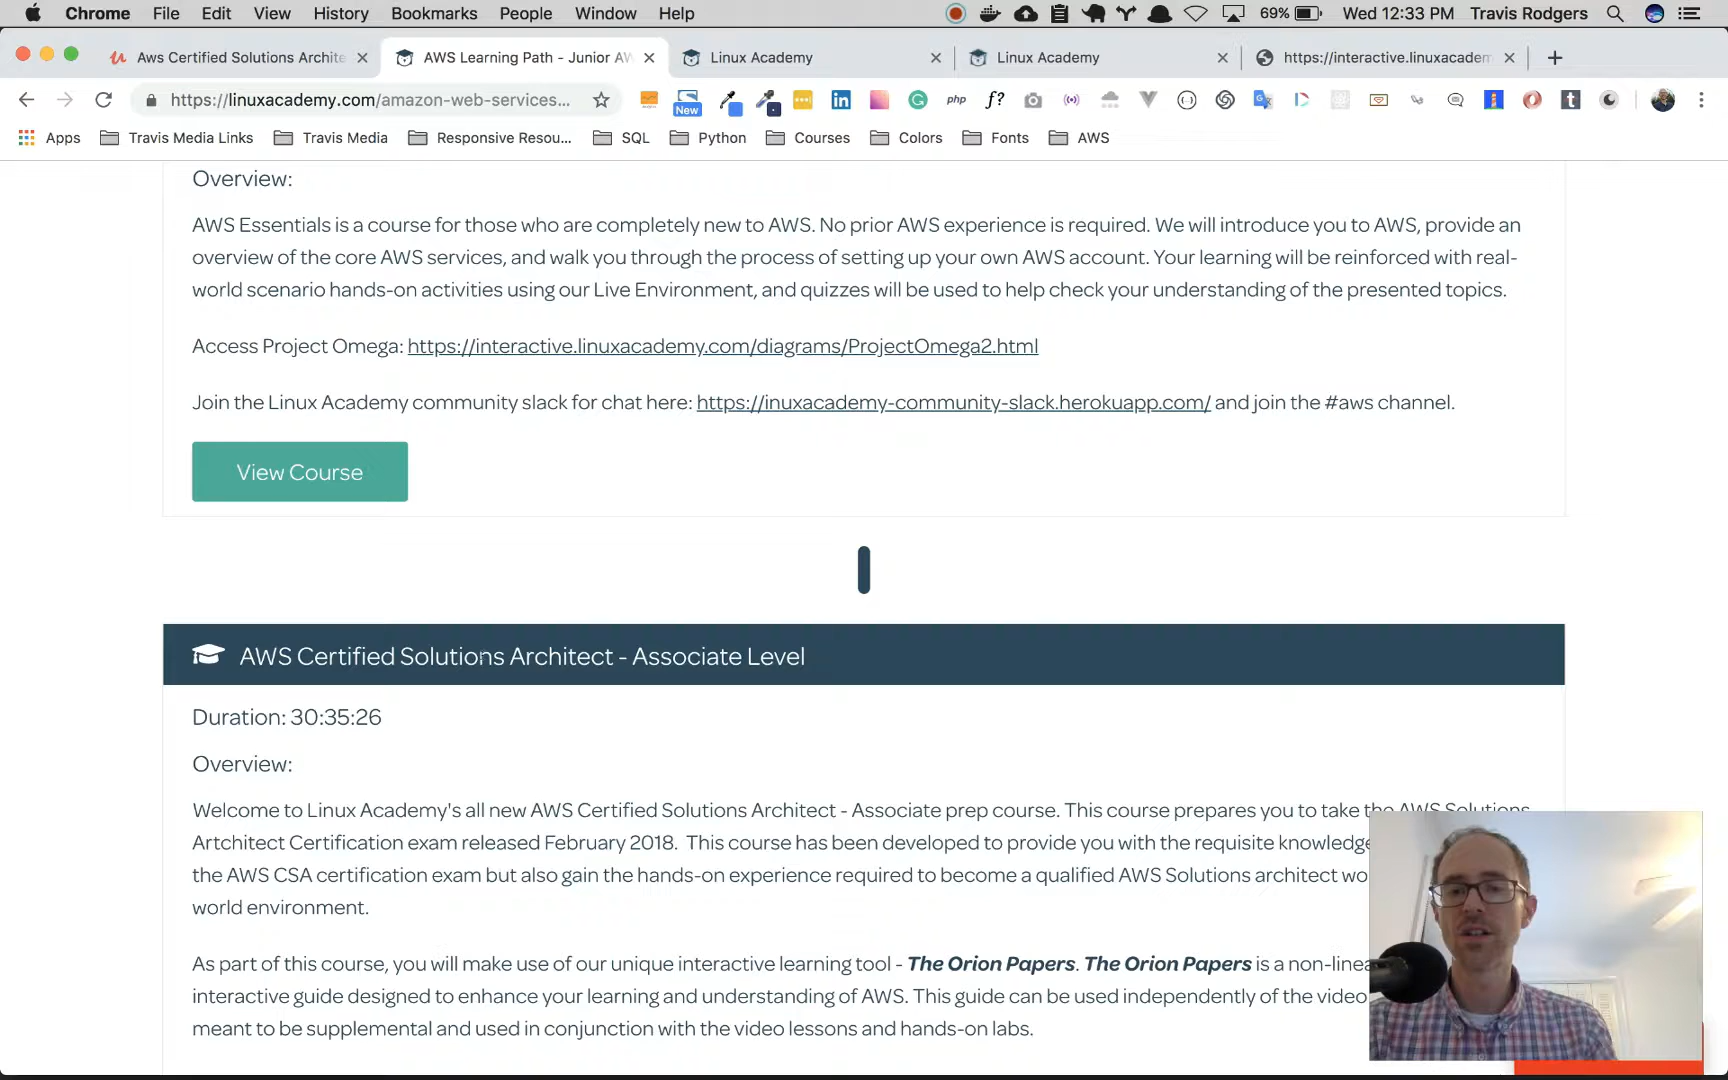 Chrome File Edit View History Bookmarks People Window Help 69% Wed 12:33 PM Travis Rodgers
Aws Certified Solutions Archite AWS Learning Path - Junior AW Linux Academy Linux Academy https://interactive.linuxacadem
https://linuxacademy.com/amazon-web-services... New php f? t
Apps Travis Media Links Travis Media Responsive Resou... SQL Python Courses Colors Fonts AWS
Overview:
AWS Essentials is a course for those who are completely new to AWS. No prior AWS experience is required. We will introduce you to AWS, provide an
overview of the core AWS services, and walk you through the process of setting up your own AWS account. Your learning will be reinforced with real-
world scenario hands-on activities using our Live Environment, and quizzes will be used to help check your understanding of the presented topics.
Access Project Omega: https://interactive.linuxacademy.com/diagrams/ProjectOmega2.html
Join the Linux Academy community slack for chat here: https://inuxacademy-community-slack.herokuapp.com/ and join the #aws channel.
View Course
AWS Certified Solutions Architect - Associate Level
Duration: 30:35:26
Overview:
Welcome to Linux Academy's all new AWS Certified Solutions Architect - Associate prep course. This course prepares you to take the AWS Solutions
Artchitect Certification exam released February 2018. This course has been developed to provide you with the requisite knowledge
the AWS CSA certification exam but also gain the hands-on experience required to become a qualified AWS Solutions architect wo
world environment.
As part of this course, you will make use of our unique interactive learning tool - The Orion Papers. The Orion Papers is a non-linea
interactive guide designed to enhance your learning and understanding of AWS. This guide can be used independently of the video
meant to be supplemental and used in conjunction with the video lessons and hands-on labs.